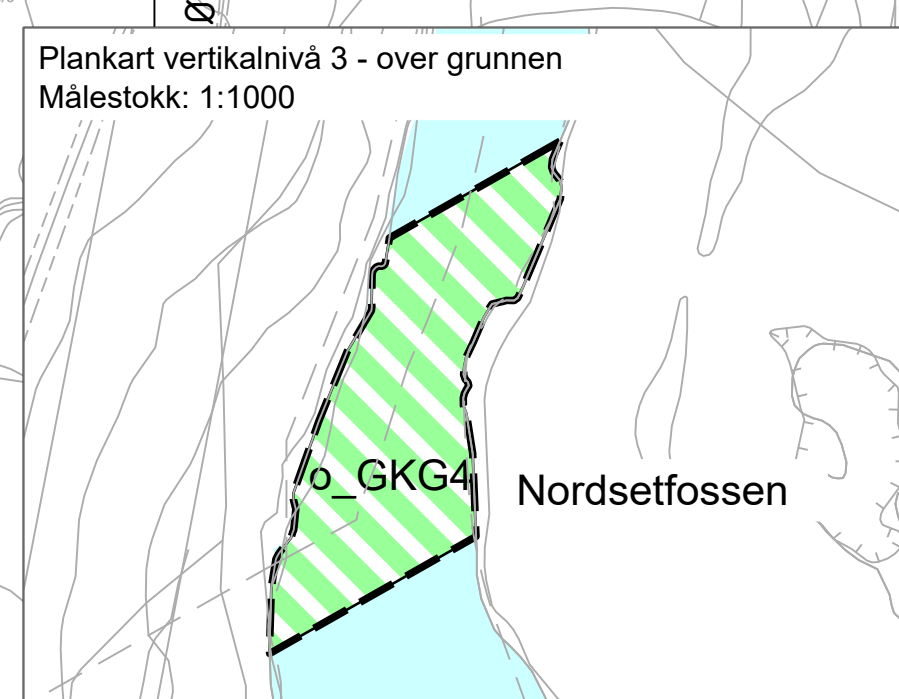 Ø
Plankart vertikalnivå 3 - over grunnen
Målestokk: 1:1000
o_GKG4
Nordsetfossen